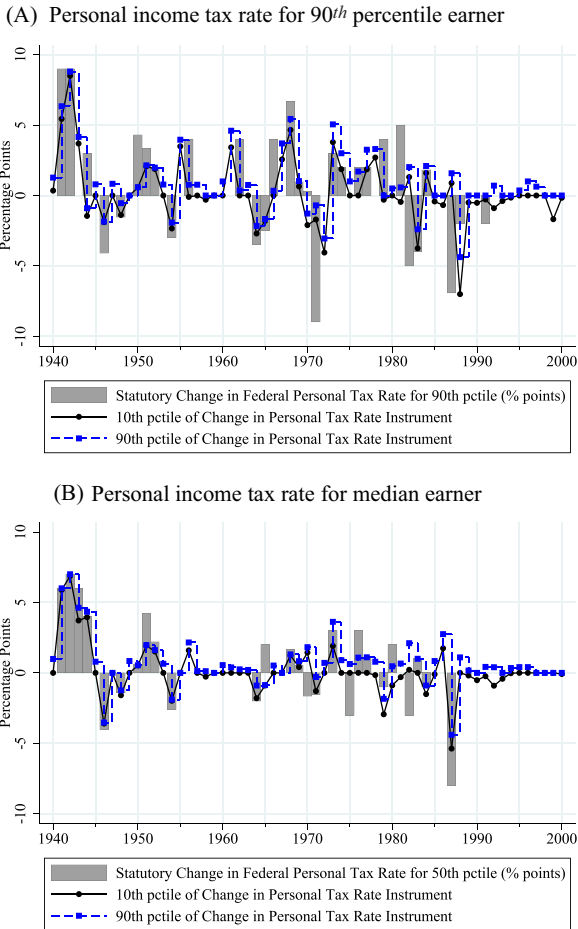 (A) Personal income tax rate for 90th percentile earner
10
5
0
-5
-10
Percentage Points
1940 1950 1960 1970 1980 1990 2000
Statutory Change in Federal Personal Tax Rate for 90th pctile (% points)
10th pctile of Change in Personal Tax Rate Instrument
90th pctile of Change in Personal Tax Rate Instrument
(B) Personal income tax rate for median earner
10
5
0
-5
-10
Percentage Points
1940 1950 1960 1970 1980 1990 2000
Statutory Change in Federal Personal Tax Rate for 50th pctile (% points)
10th pctile of Change in Personal Tax Rate Instrument
90th pctile of Change in Personal Tax Rate Instrument